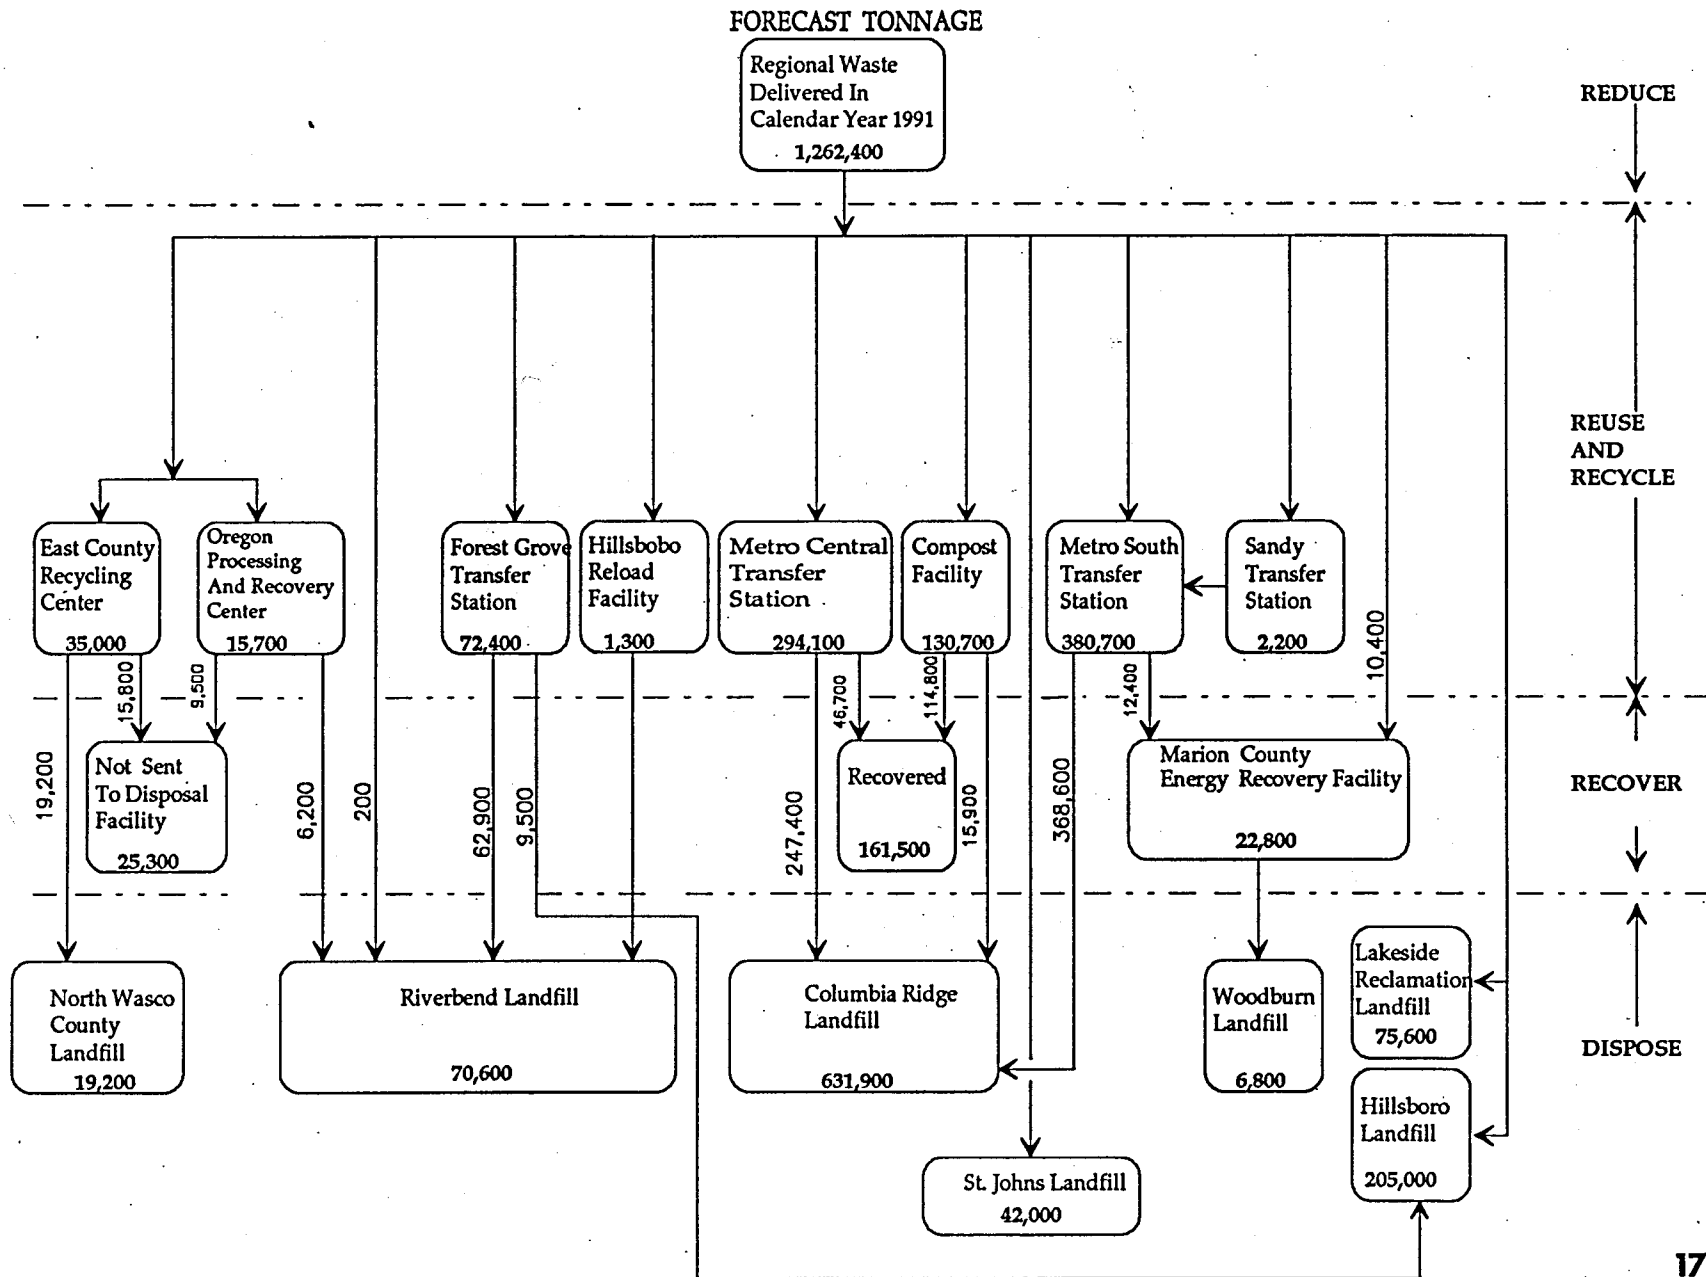 FORECAST TONNAGE
Regional Waste
Delivered In
Calendar Year 1991
1,262,400
REDUCE
REUSE
AND
RECYCLE
East County
Recycling
Center
35,000
Oregon
Processing
And Recovery
Center
15,700
Forest Grove
Transfer
Station
72,400
Hillsbobo
Reload
Facility
1,300
Metro Central
Transfer
Station
294,100
Compost
Facility
130,700
Metro South
Transfer
Station
380,700
Sandy
Transfer
Station
2,200
10,400
19,200
15,800
9,500
6,200
200
62,900
9,500
247,400
46,700
114,800
15,900
368,600
12,400
Not Sent
To Disposal
Facility
25,300
Recovered
161,500
Marion County
Energy Recovery Facility
22,800
RECOVER
North Wasco
County
Landfill
19,200
Riverbend Landfill
70,600
Columbia Ridge
Landfill
631,900
Woodburn
Landfill
6,800
Lakeside
Reclamation
Landfill
75,600
DISPOSE
Hillsboro
Landfill
205,000
St. Johns Landfill
42,000
17